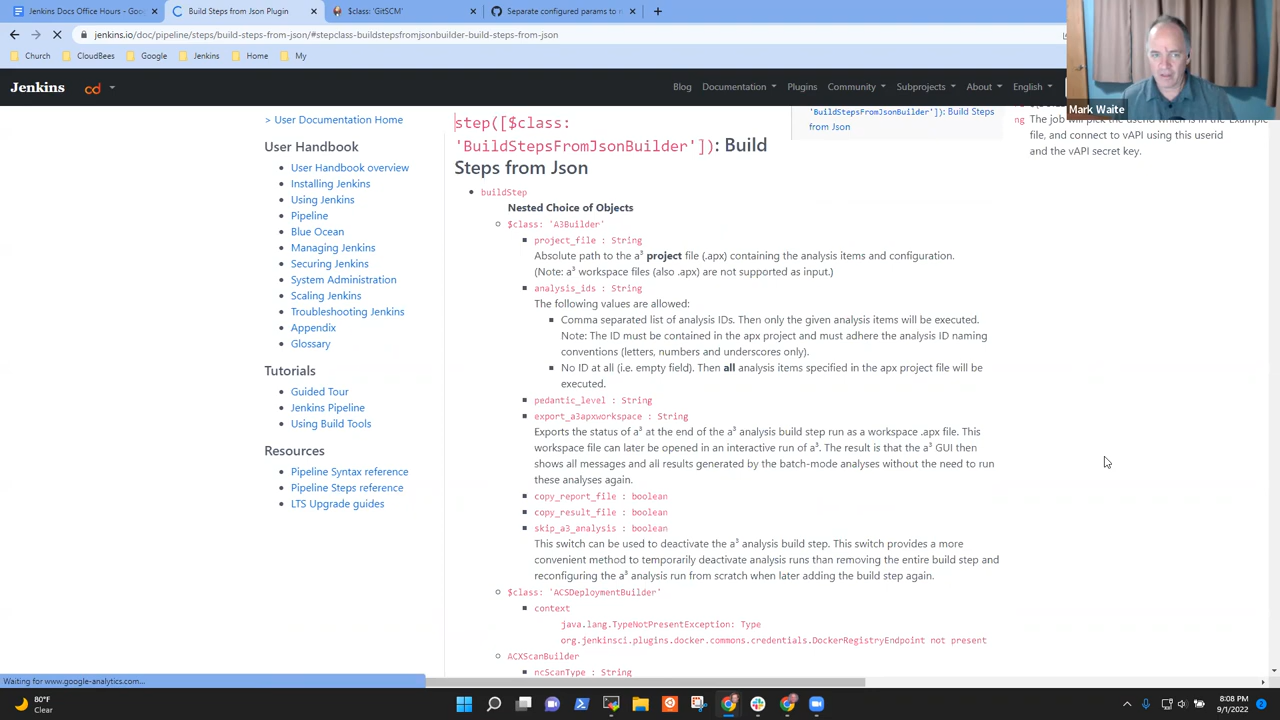 Jenkins Docs Office Hours - Goo
Build Steps from Json Plugin
$class: 'GitSCM'
Separate configured params to n
jenkins.io/doc/pipeline/steps/build-steps-from-json/#stepclass-buildstepsfromjsonbuilder-build-steps-from-json
Church CloudBees Google Jenkins Home My
Jenkins cd Blog Documentation Plugins Community Subprojects About English
Mark Waite
> User Documentation Home
User Handbook
User Handbook overview
Installing Jenkins
Using Jenkins
Pipeline
Blue Ocean
Managing Jenkins
Securing Jenkins
System Administration
Scaling Jenkins
Troubleshooting Jenkins
Appendix
Glossary
Tutorials
Guided Tour
Jenkins Pipeline
Using Build Tools
Resources
Pipeline Syntax reference
Pipeline Steps reference
LTS Upgrade guides
step([$class:
'BuildStepsFromJsonBuilder']): Build
Steps from Json
buildStep
Nested Choice of Objects
$class: 'A3Builder'
project_file : String
Absolute path to the a³ project file (.apx) containing the analysis items and configuration.
(Note: a³ workspace files (also .apx) are not supported as input.)
analysis_ids : String
The following values are allowed:
Comma separated list of analysis IDs. Then only the given analysis items will be executed.
Note: The ID must be contained in the apx project and must adhere the analysis ID naming
conventions (letters, numbers and underscores only).
No ID at all (i.e. empty field). Then all analysis items specified in the apx project file will be
executed.
pedantic_level : String
export_a3apxworkspace : String
Exports the status of a³ at the end of the a³ analysis build step run as a workspace .apx file. This
workspace file can later be opened in an interactive run of a³. The result is that the a³ GUI then
shows all messages and all results generated by the batch-mode analyses without the need to run
these analyses again.
copy_report_file : boolean
copy_result_file : boolean
skip_a3_analysis : boolean
This switch can be used to deactivate the a³ analysis build step. This switch provides a more
convenient method to temporarily deactivate analysis runs than removing the entire build step and
reconfiguring the a³ analysis run from scratch when later adding the build step again.
$class: 'ACSDeploymentBuilder'
context
java.lang.TypeNotPresentException: Type
org.jenkinsci.plugins.docker.commons.credentials.DockerRegistryEndpoint not present
ACXScanBuilder
ncScanType : String
'BuildStepsFromJsonBuilder']): Build Steps
from Json
ng
The job will pick the userid which is in the Example
file, and connect to vAPI using this userid
and the vAPI secret key.
Waiting for www.google-analytics.com...
80°F
Clear
8:08 PM
9/1/2022
2